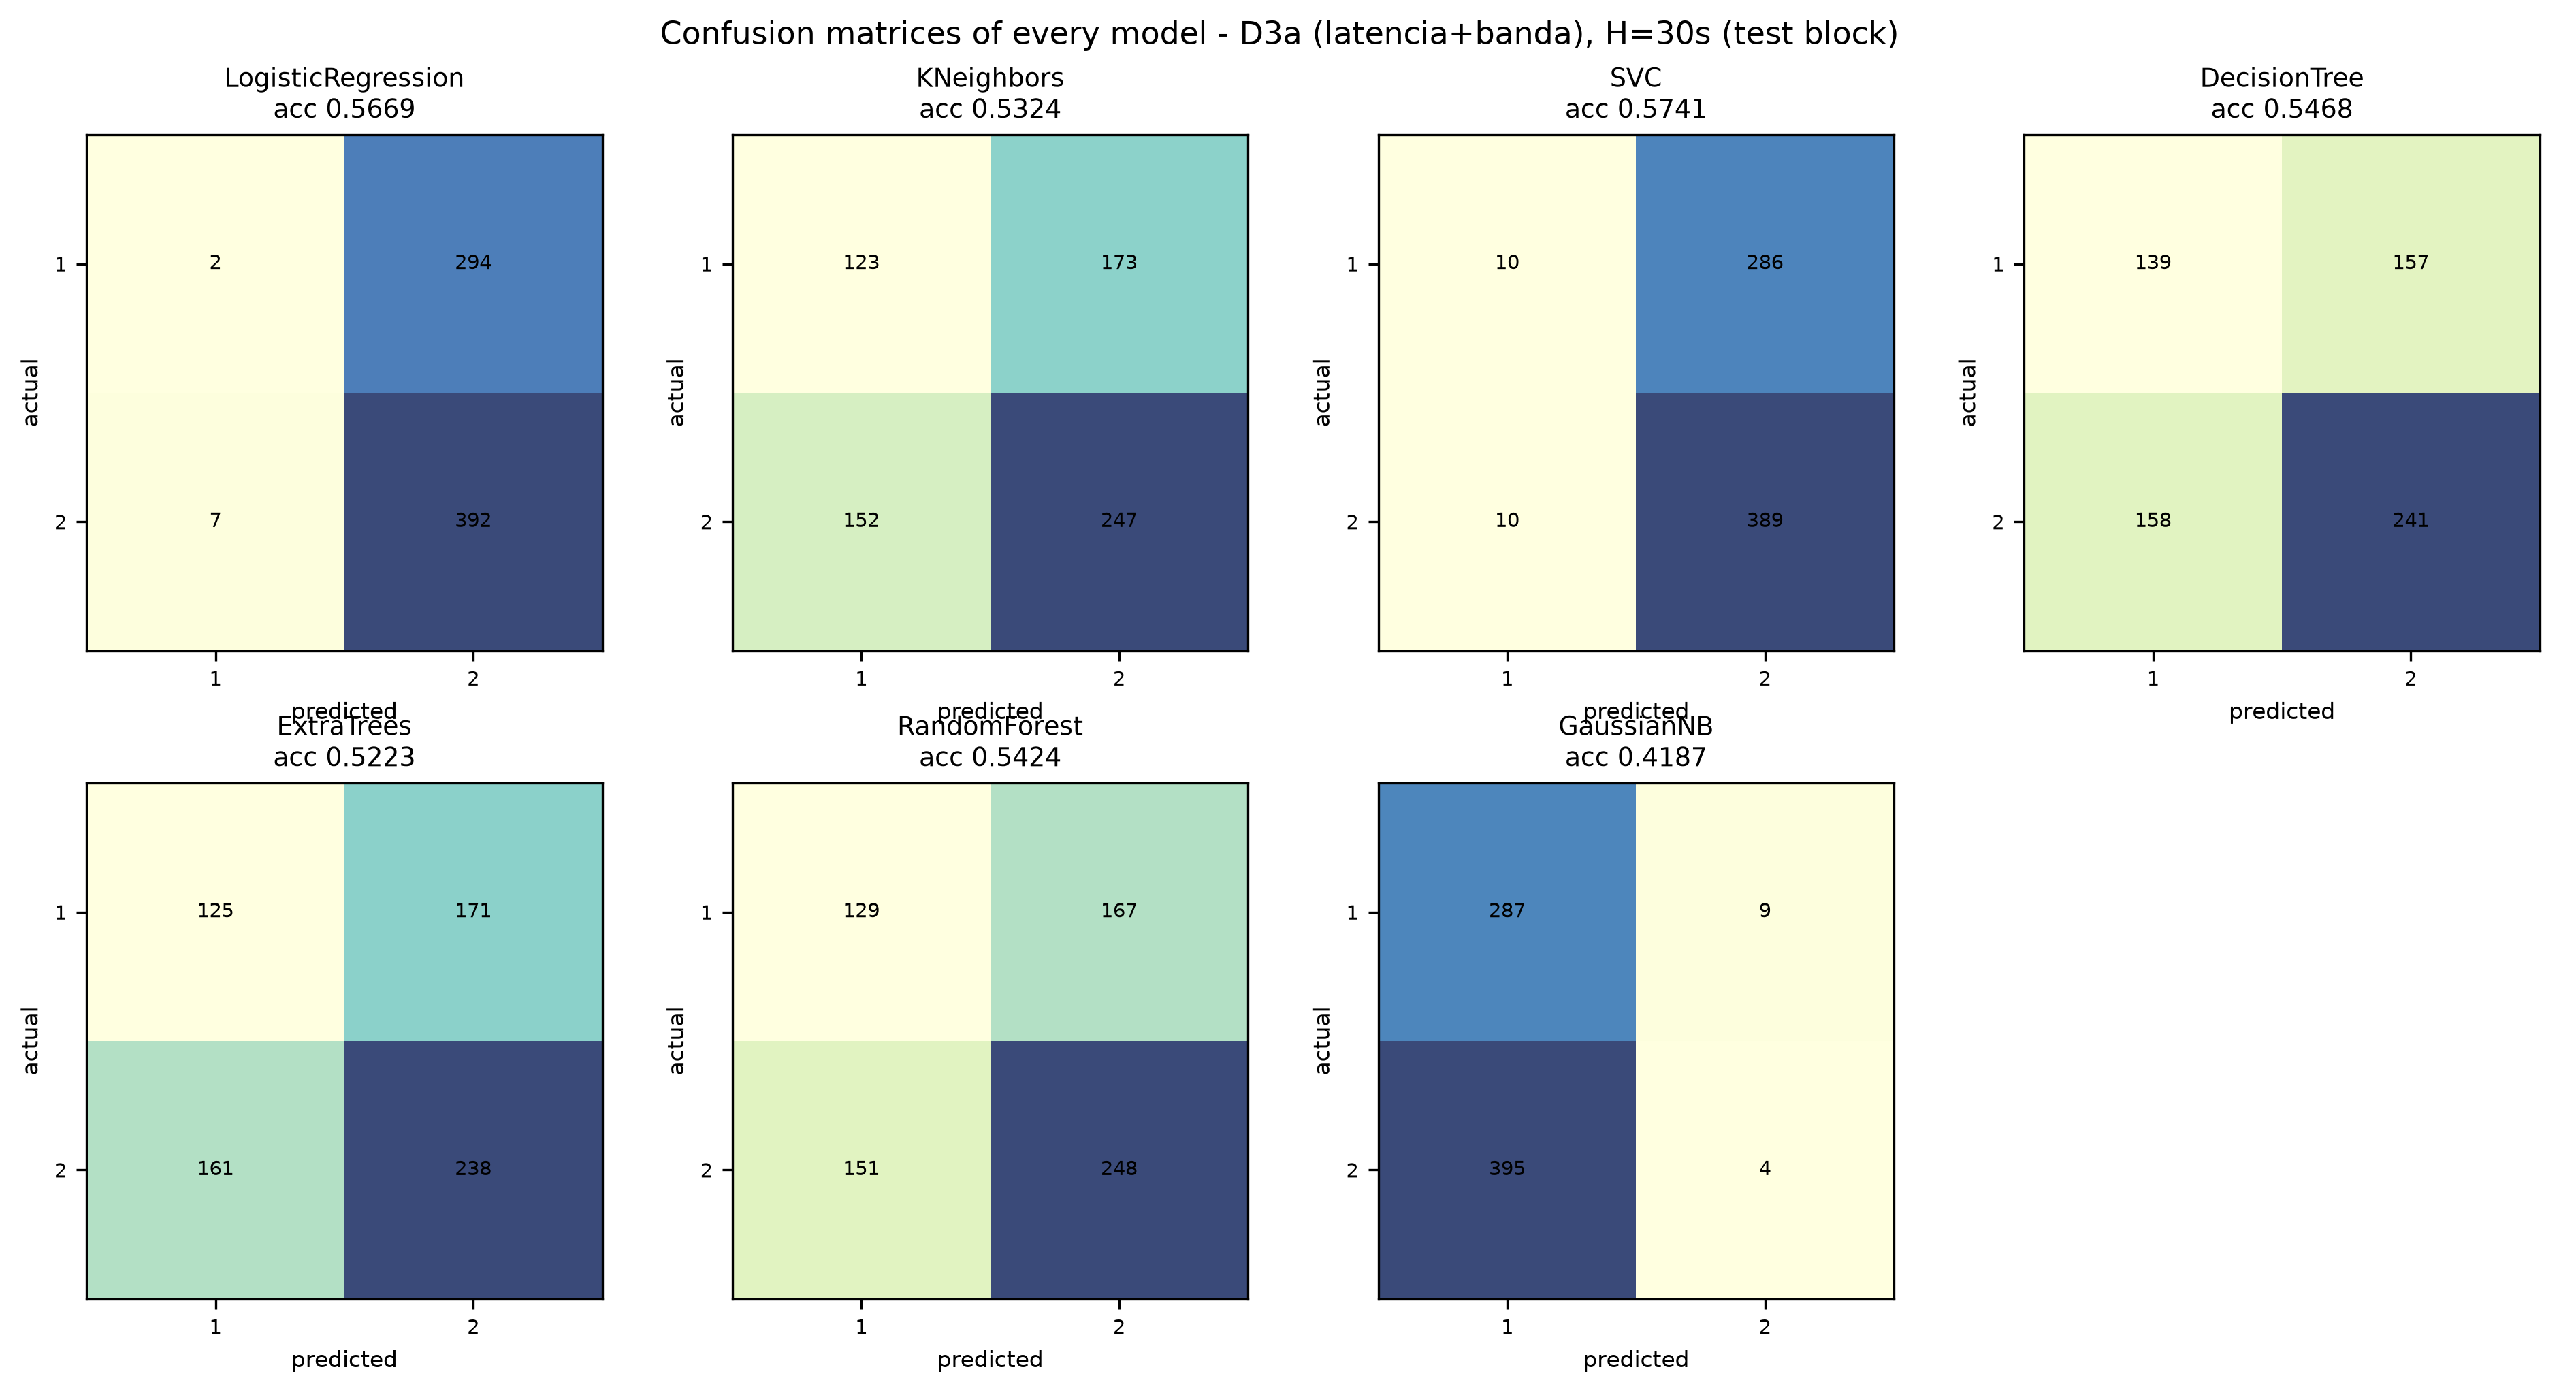 Confusion matrices of every model - D3a (latencia+banda), H=30s (test block)
LogisticRegression
acc 0.5669
actual
1
2
2 294
7 392
1 2
predicted
KNeighbors
acc 0.5324
actual
1
2
123 173
152 247
1 2
predicted
SVC
acc 0.5741
actual
1
2
10 286
10 389
1 2
predicted
DecisionTree
acc 0.5468
actual
1
2
139 157
158 241
1 2
predicted
ExtraTrees
acc 0.5223
actual
1
2
125 171
161 238
1 2
predicted
RandomForest
acc 0.5424
actual
1
2
129 167
151 248
1 2
predicted
GaussianNB
acc 0.4187
actual
1
2
287 9
395 4
1 2
predicted